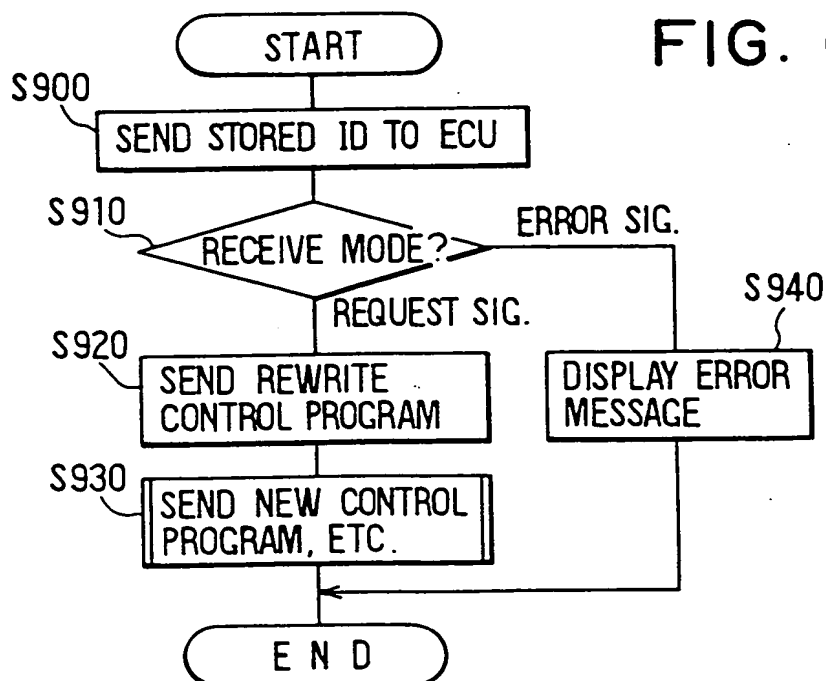 START
FIG.
S900
SEND STORED ID TO ECU
S910
RECEIVE MODE?
ERROR SIG.
REQUEST SIG.
S940
S920
SEND REWRITE
CONTROL PROGRAM
DISPLAY ERROR
MESSAGE
S930
SEND NEW CONTROL
PROGRAM, ETC.
END